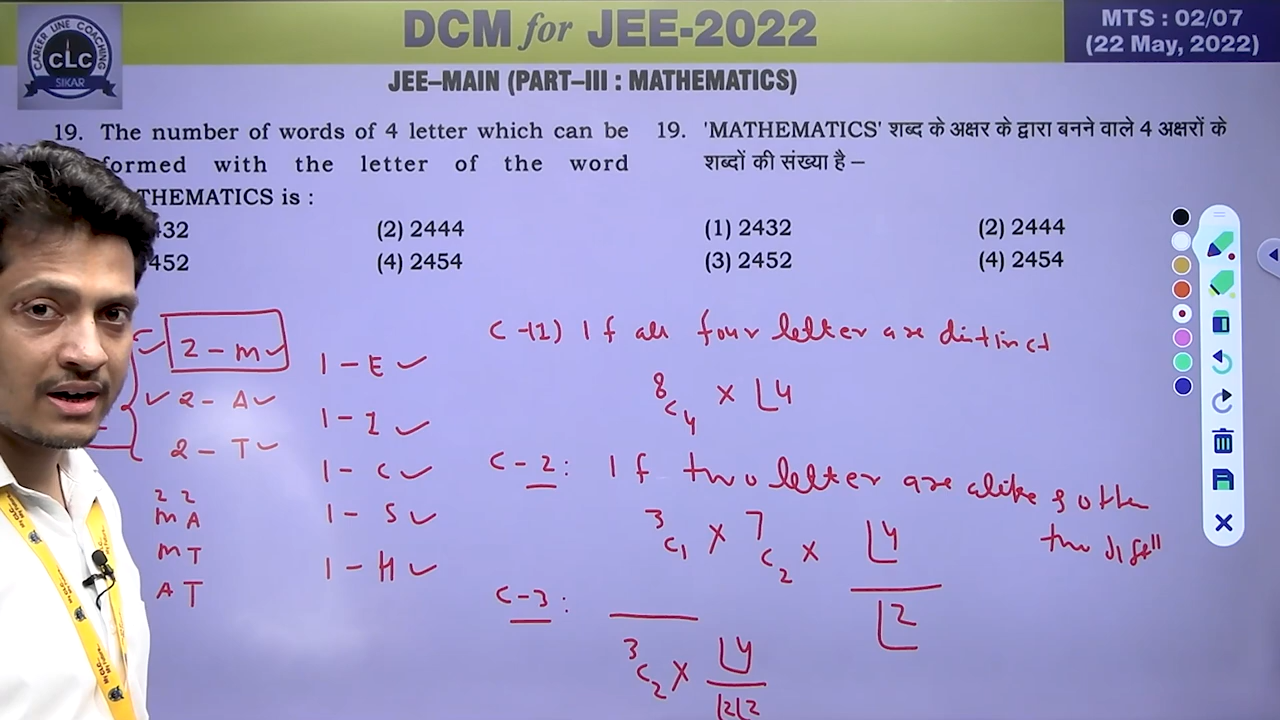 DCM for JEE-2022
MTS : 02/07
(22 May, 2022)
CAREER LINE COACHING
CLC
SIKAR
JEE–MAIN (PART–III : MATHEMATICS)
19. The number of words of 4 letter which can be
formed with the letter of the word
THEMATICS is :
432
(2) 2444
452
(4) 2454
19. 'MATHEMATICS' शब्द के अक्षर के द्वारा बनने वाले 4 अक्षरों के
शब्दों की संख्या है –
(1) 2432
(2) 2444
(3) 2452
(4) 2454
2 - M
2 - A
2 - T
2 2
M A
M T
A T
1 - E
1 - I
1 - C
1 - S
1 - H
C-(1) If all four letter are distinct
8C4 × ⌊4
C-2: If two letter are alike & other
two diff"
3C1 × 7C2 × ⌊4
⌊2
C-3:
3C2 × ⌊4
⌊2⌊2